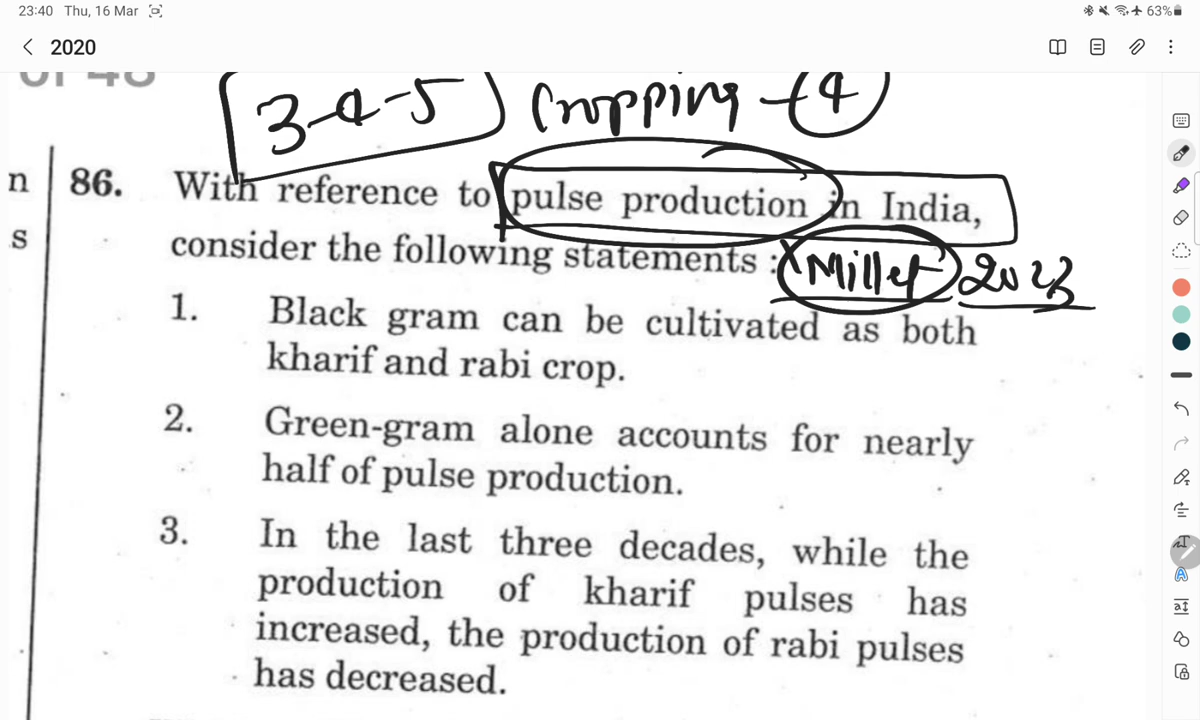 23:40 Thu, 16 Mar
63%
2020
of 48
3-4-5 Cropping - 4
n 86. With reference to pulse production in India,
s consider the following statements : Millet 2023
1. Black gram can be cultivated as both
kharif and rabi crop.
2. Green-gram alone accounts for nearly
half of pulse production.
3. In the last three decades, while the
production of kharif pulses has
increased, the production of rabi pulses
has decreased.